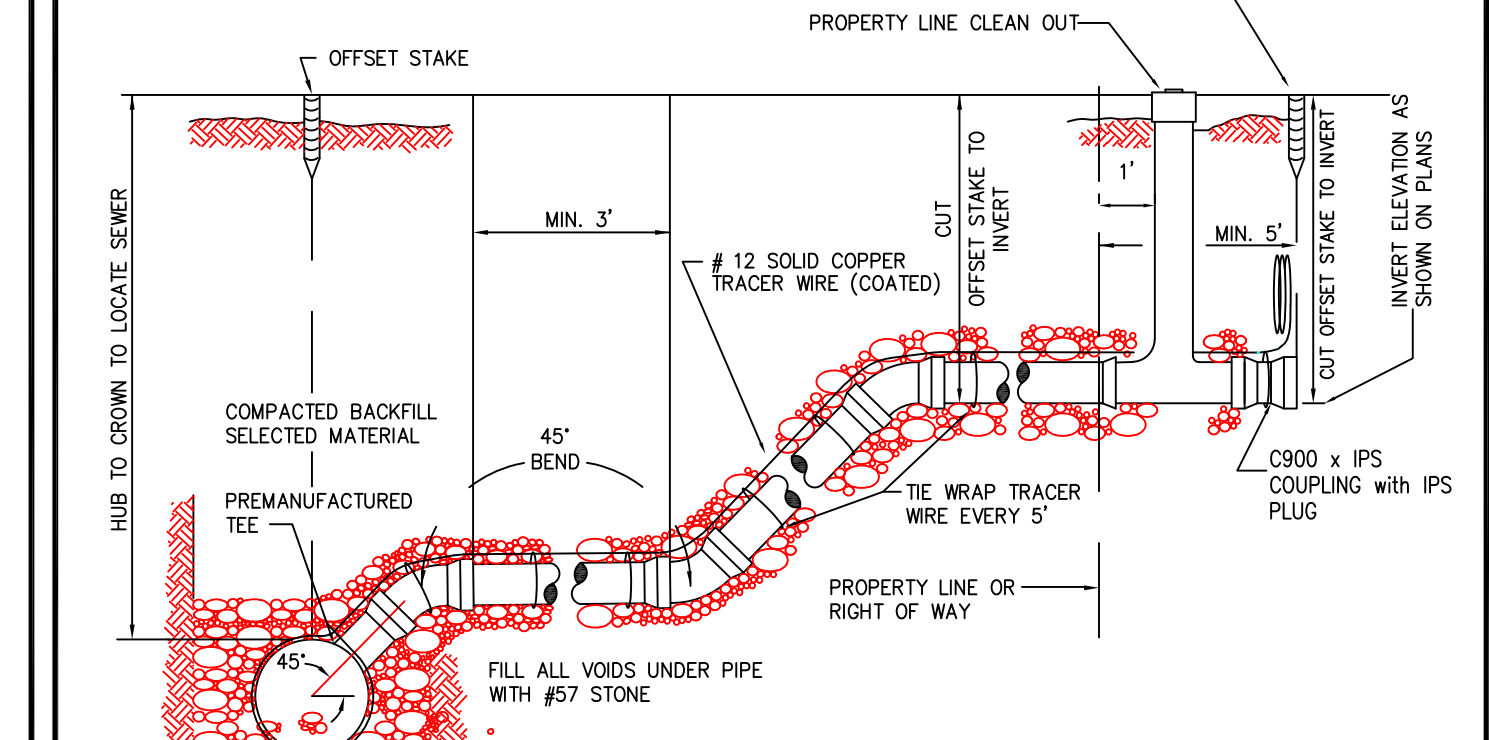 PROPERTY LINE CLEAN OUT
OFFSET STAKE
HUB TO CROWN TO LOCATE SEWER
MIN. 3'
CUT
OFFSET STAKE TO
INVERT
1'
MIN. 5'
CUT OFFSET STAKE TO INVERT
INVERT ELEVATION AS
SHOWN ON PLANS
# 12 SOLID COPPER
TRACER WIRE (COATED)
COMPACTED BACKFILL
SELECTED MATERIAL
45°
BEND
C900 x IPS
COUPLING with IPS
PLUG
PREMANUFACTURED
TEE
TIE WRAP TRACER
WIRE EVERY 5'
PROPERTY LINE OR
RIGHT OF WAY
45°
FILL ALL VOIDS UNDER PIPE
WITH #57 STONE